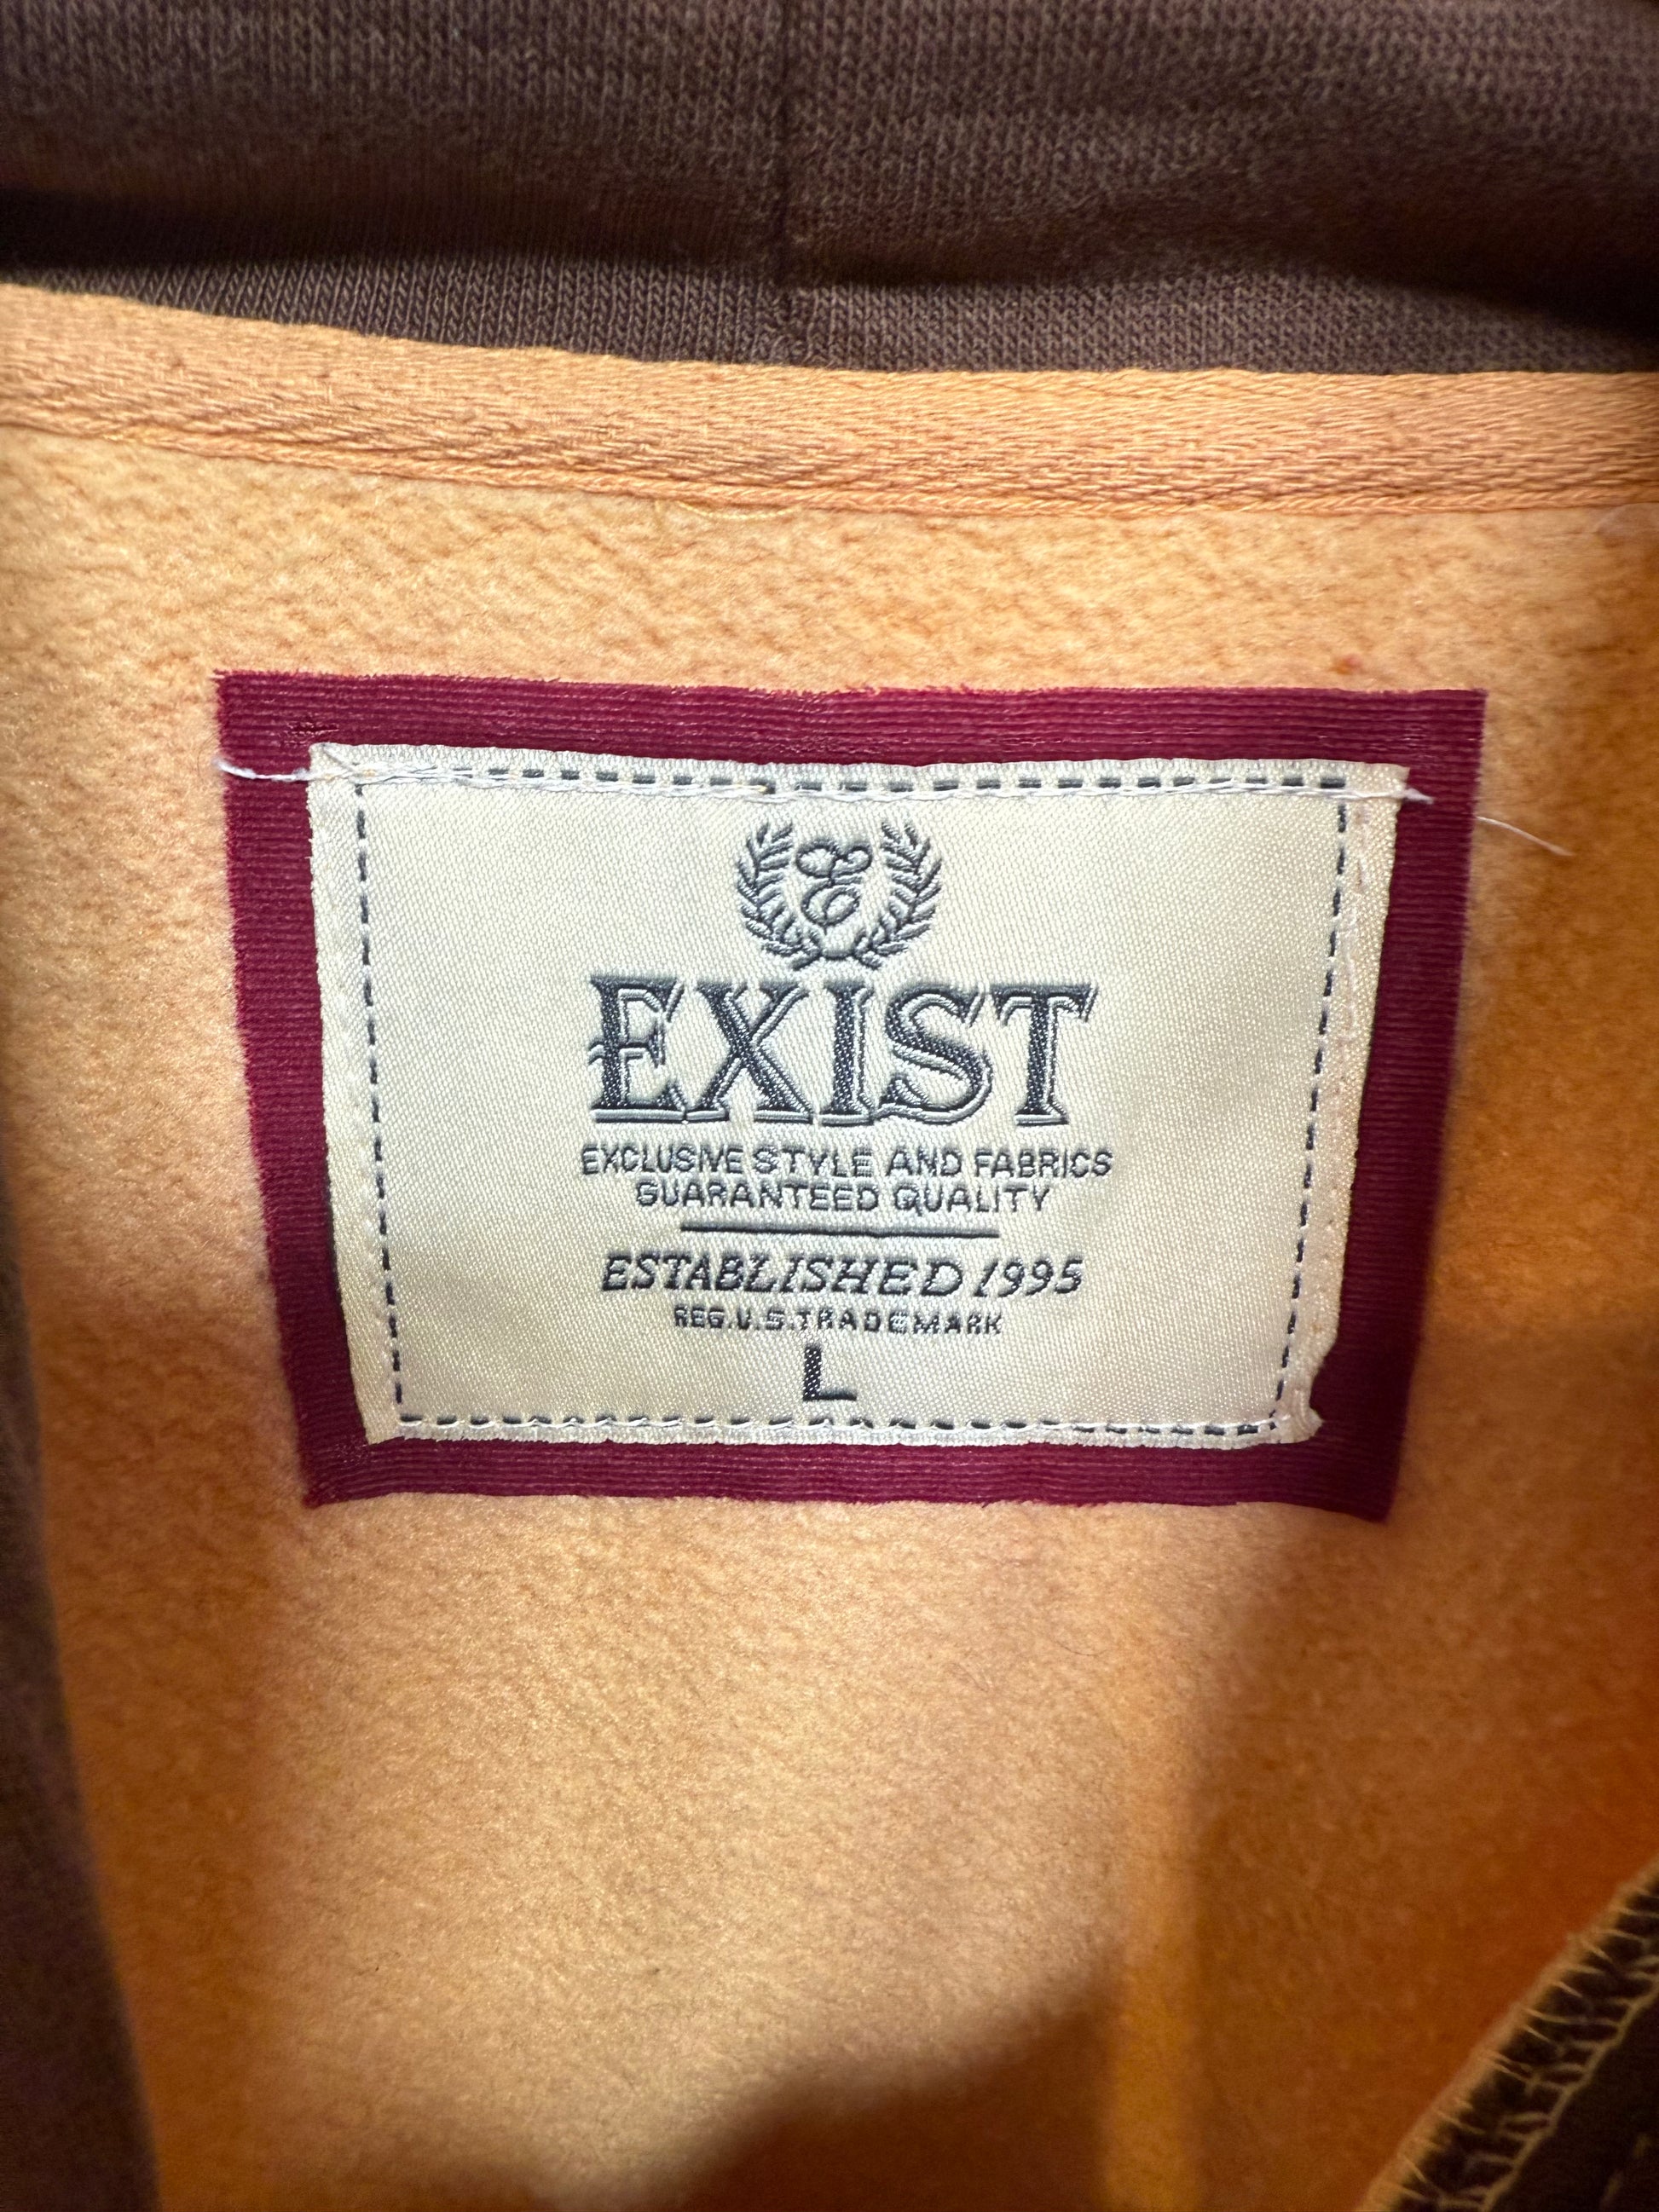 E
EXIST
EXCLUSIVE STYLE AND FABRICS
GUARANTEED QUALITY
ESTABLISHED 1995
REG.U.S.TRADEMARK
L